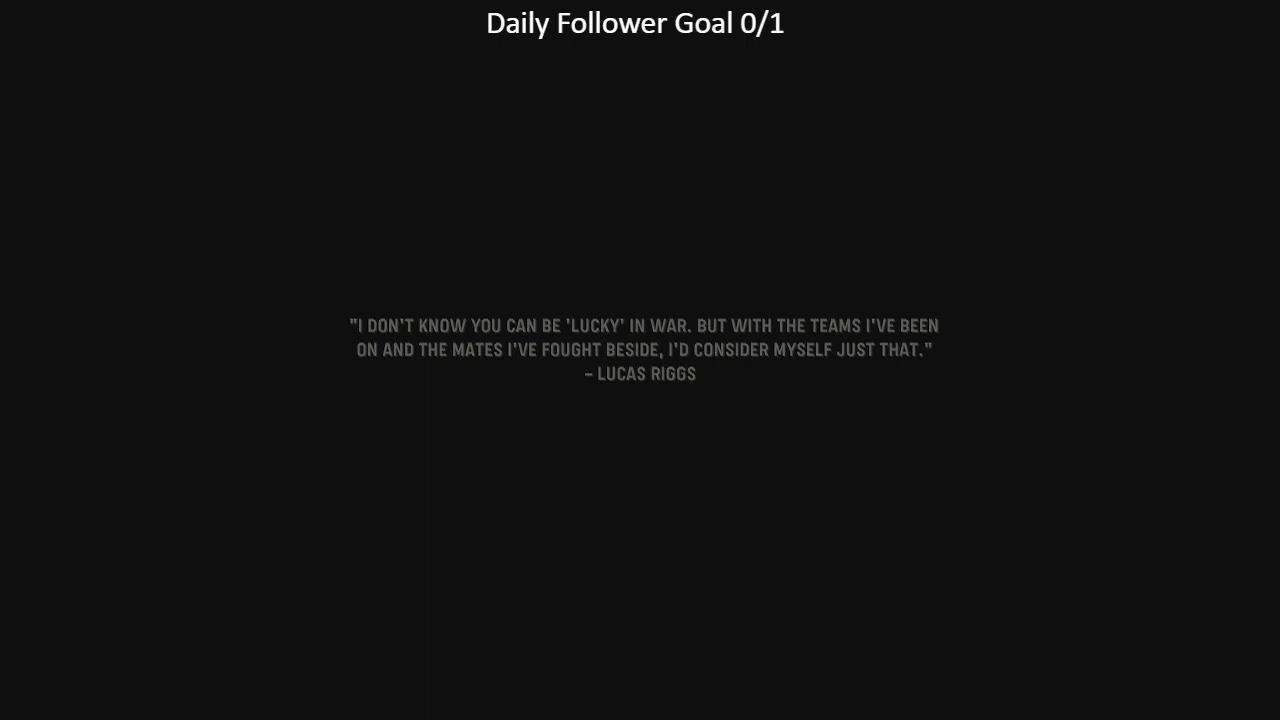 Daily Follower Goal 0/1
"I DON'T KNOW YOU CAN BE 'LUCKY' IN WAR. BUT WITH THE TEAMS I'VE BEEN
ON AND THE MATES I'VE FOUGHT BESIDE, I'D CONSIDER MYSELF JUST THAT."
– LUCAS RIGGS